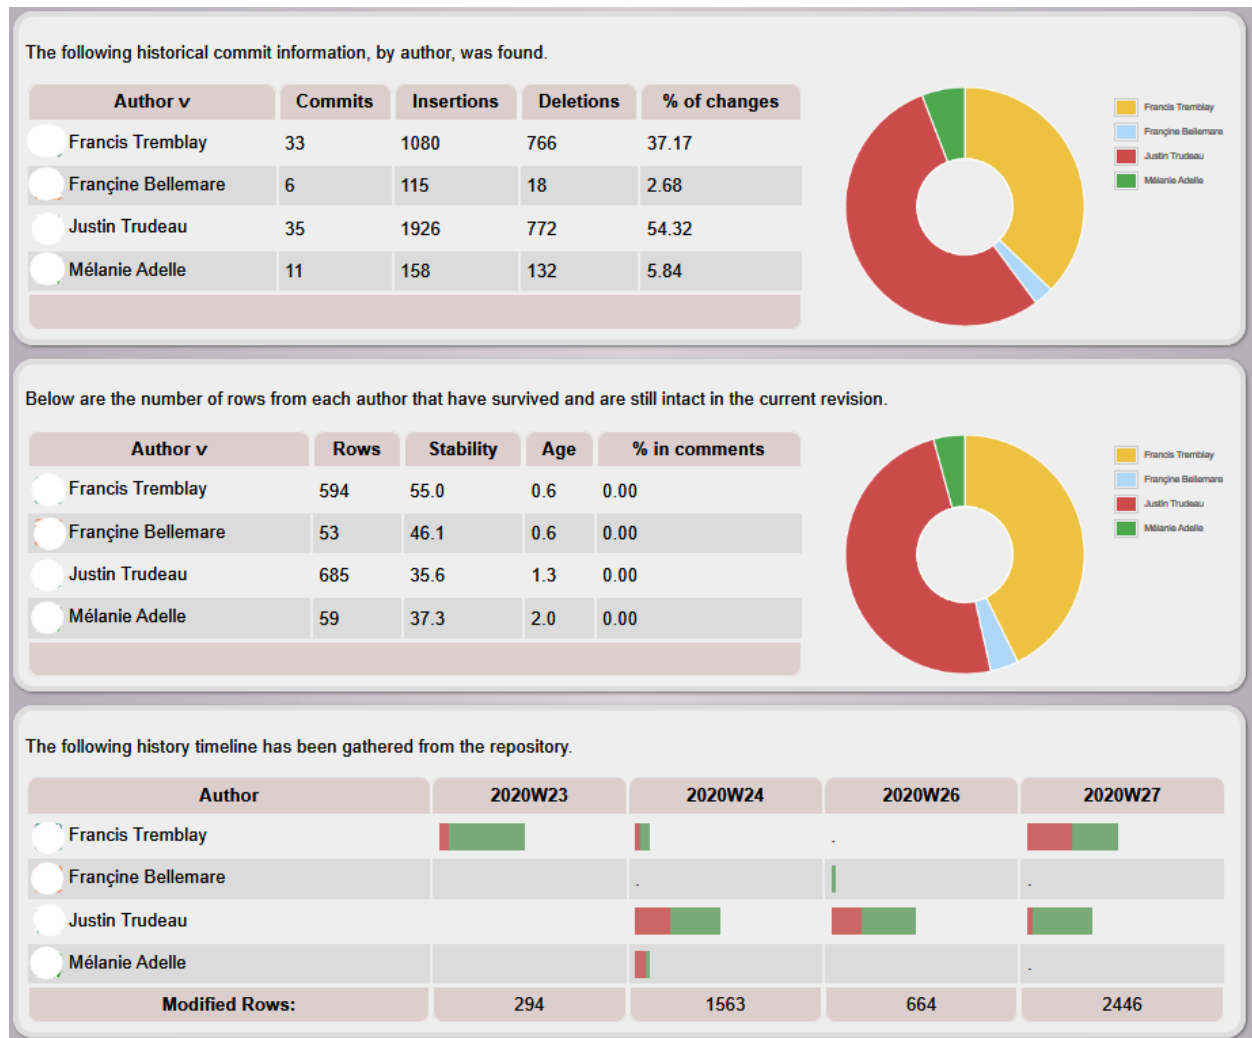 The following historical commit information, by author, was found.
Author v Commits Insertions Deletions % of changes
Francis Tremblay 33 1080 766 37.17
Françine Bellemare 6 115 18 2.68
Justin Trudeau 35 1926 772 54.32
Mélanie Adelle 11 158 132 5.84
Francis Tremblay
Françine Bellemare
Justin Trudeau
Mélanie Adelle
Below are the number of rows from each author that have survived and are still intact in the current revision.
Author v Rows Stability Age % in comments
Francis Tremblay 594 55.0 0.6 0.00
Françine Bellemare 53 46.1 0.6 0.00
Justin Trudeau 685 35.6 1.3 0.00
Mélanie Adelle 59 37.3 2.0 0.00
Francis Tremblay
Françine Bellemare
Justin Trudeau
Mélanie Adelle
The following history timeline has been gathered from the repository.
Author 2020W23 2020W24 2020W26 2020W27
Francis Tremblay .
Françine Bellemare . .
Justin Trudeau
Mélanie Adelle .
Modified Rows: 294 1563 664 2446